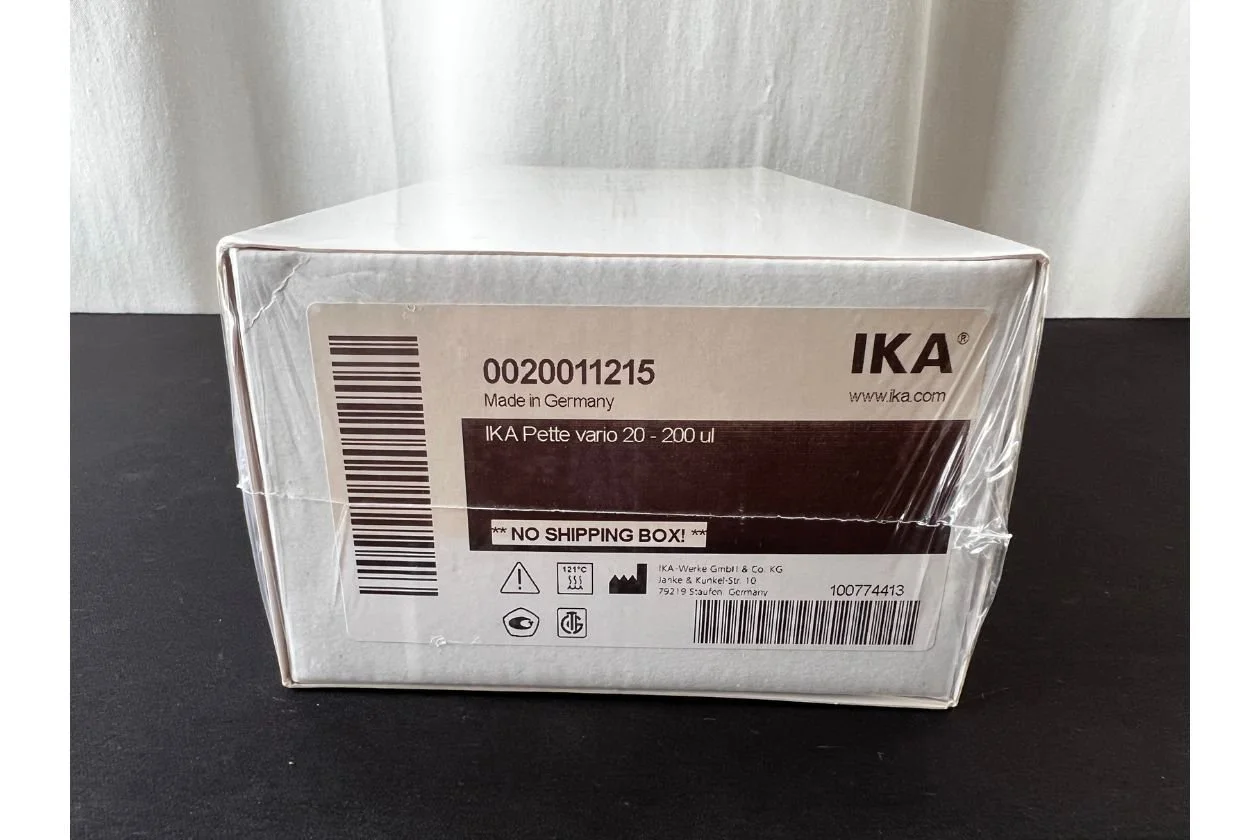 0020011215
Made in Germany
IKA®
www.ika.com
IKA Pette vario 20 - 200 ul
** NO SHIPPING BOX! **
121°C
IKA-Werke GmbH & Co. KG
Janke & Kunkel-Str. 10
79219 Staufen, Germany
100774413